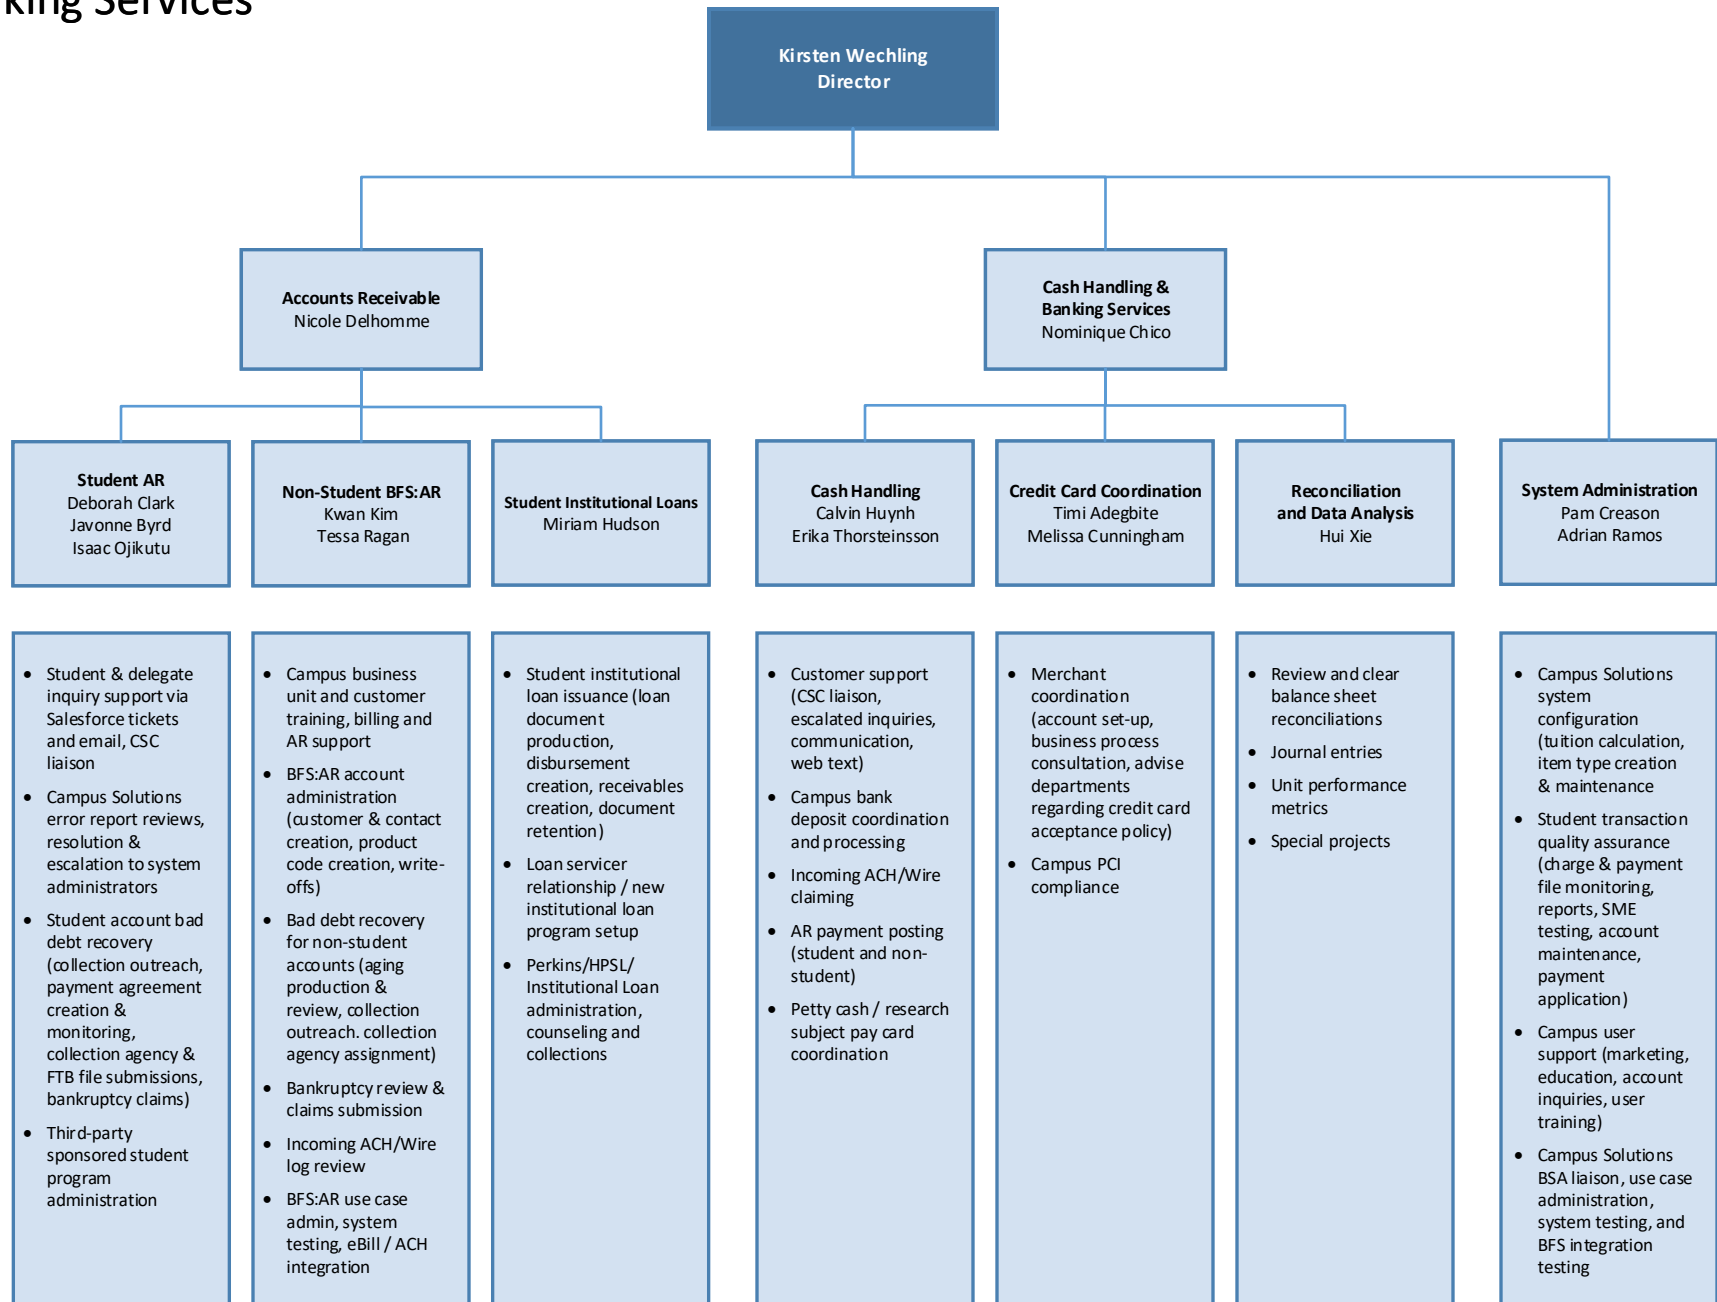 king Services
Kirsten Wechling
Director
Accounts Receivable
Nicole Delhomme
Cash Handling &
Banking Services
Nominique Chico
Student AR
Deborah Clark
Javonne Byrd
Isaac Ojikutu
Non-Student BFS:AR
Kwan Kim
Tessa Ragan
Student Institutional Loans
Miriam Hudson
Cash Handling
Calvin Huynh
Erika Thorsteinsson
Credit Card Coordination
Timi Adegbite
Melissa Cunningham
Reconciliation
and Data Analysis
Hui Xie
System Administration
Pam Creason
Adrian Ramos
• Student & delegate
inquiry support via
Salesforce tickets
and email, CSC
liaison
• Campus Solutions
error report reviews,
resolution &
escalation to system
administrators
• Student account bad
debt recovery
(collection outreach,
payment agreement
creation &
monitoring,
collection agency &
FTB file submissions,
bankruptcy claims)
• Third-party
sponsored student
program
administration
• Campus business
unit and customer
training, billing and
AR support
• BFS:AR account
administration
(customer & contact
creation, product
code creation, write-
offs)
• Bad debt recovery
for non-student
accounts (aging
production &
review, collection
outreach. collection
agency assignment)
• Bankruptcy review &
claims submission
• Incoming ACH/Wire
log review
• BFS:AR use case
admin, system
testing, eBill / ACH
integration
• Student institutional
loan issuance (loan
document
production,
disbursement
creation, receivables
creation, document
retention)
• Loan servicer
relationship / new
institutional loan
program setup
• Perkins/HPSL/
Institutional Loan
administration,
counseling and
collections
• Customer support
(CSC liaison,
escalated inquiries,
communication,
web text)
• Campus bank
deposit coordination
and processing
• Incoming ACH/Wire
claiming
• AR payment posting
(student and non-
student)
• Petty cash / research
subject pay card
coordination
• Merchant
coordination
(account set-up,
business process
consultation, advise
departments
regarding credit card
acceptance policy)
• Campus PCI
compliance
• Review and clear
balance sheet
reconciliations
• Journal entries
• Unit performance
metrics
• Special projects
• Campus Solutions
system
configuration
(tuition calculation,
item type creation
& maintenance
• Student transaction
quality assurance
(charge & payment
file monitoring,
reports, SME
testing, account
maintenance,
payment
application)
• Campus user
support (marketing,
education, account
inquiries, user
training)
• Campus Solutions
BSA liaison, use case
administration,
system testing, and
BFS integration
testing